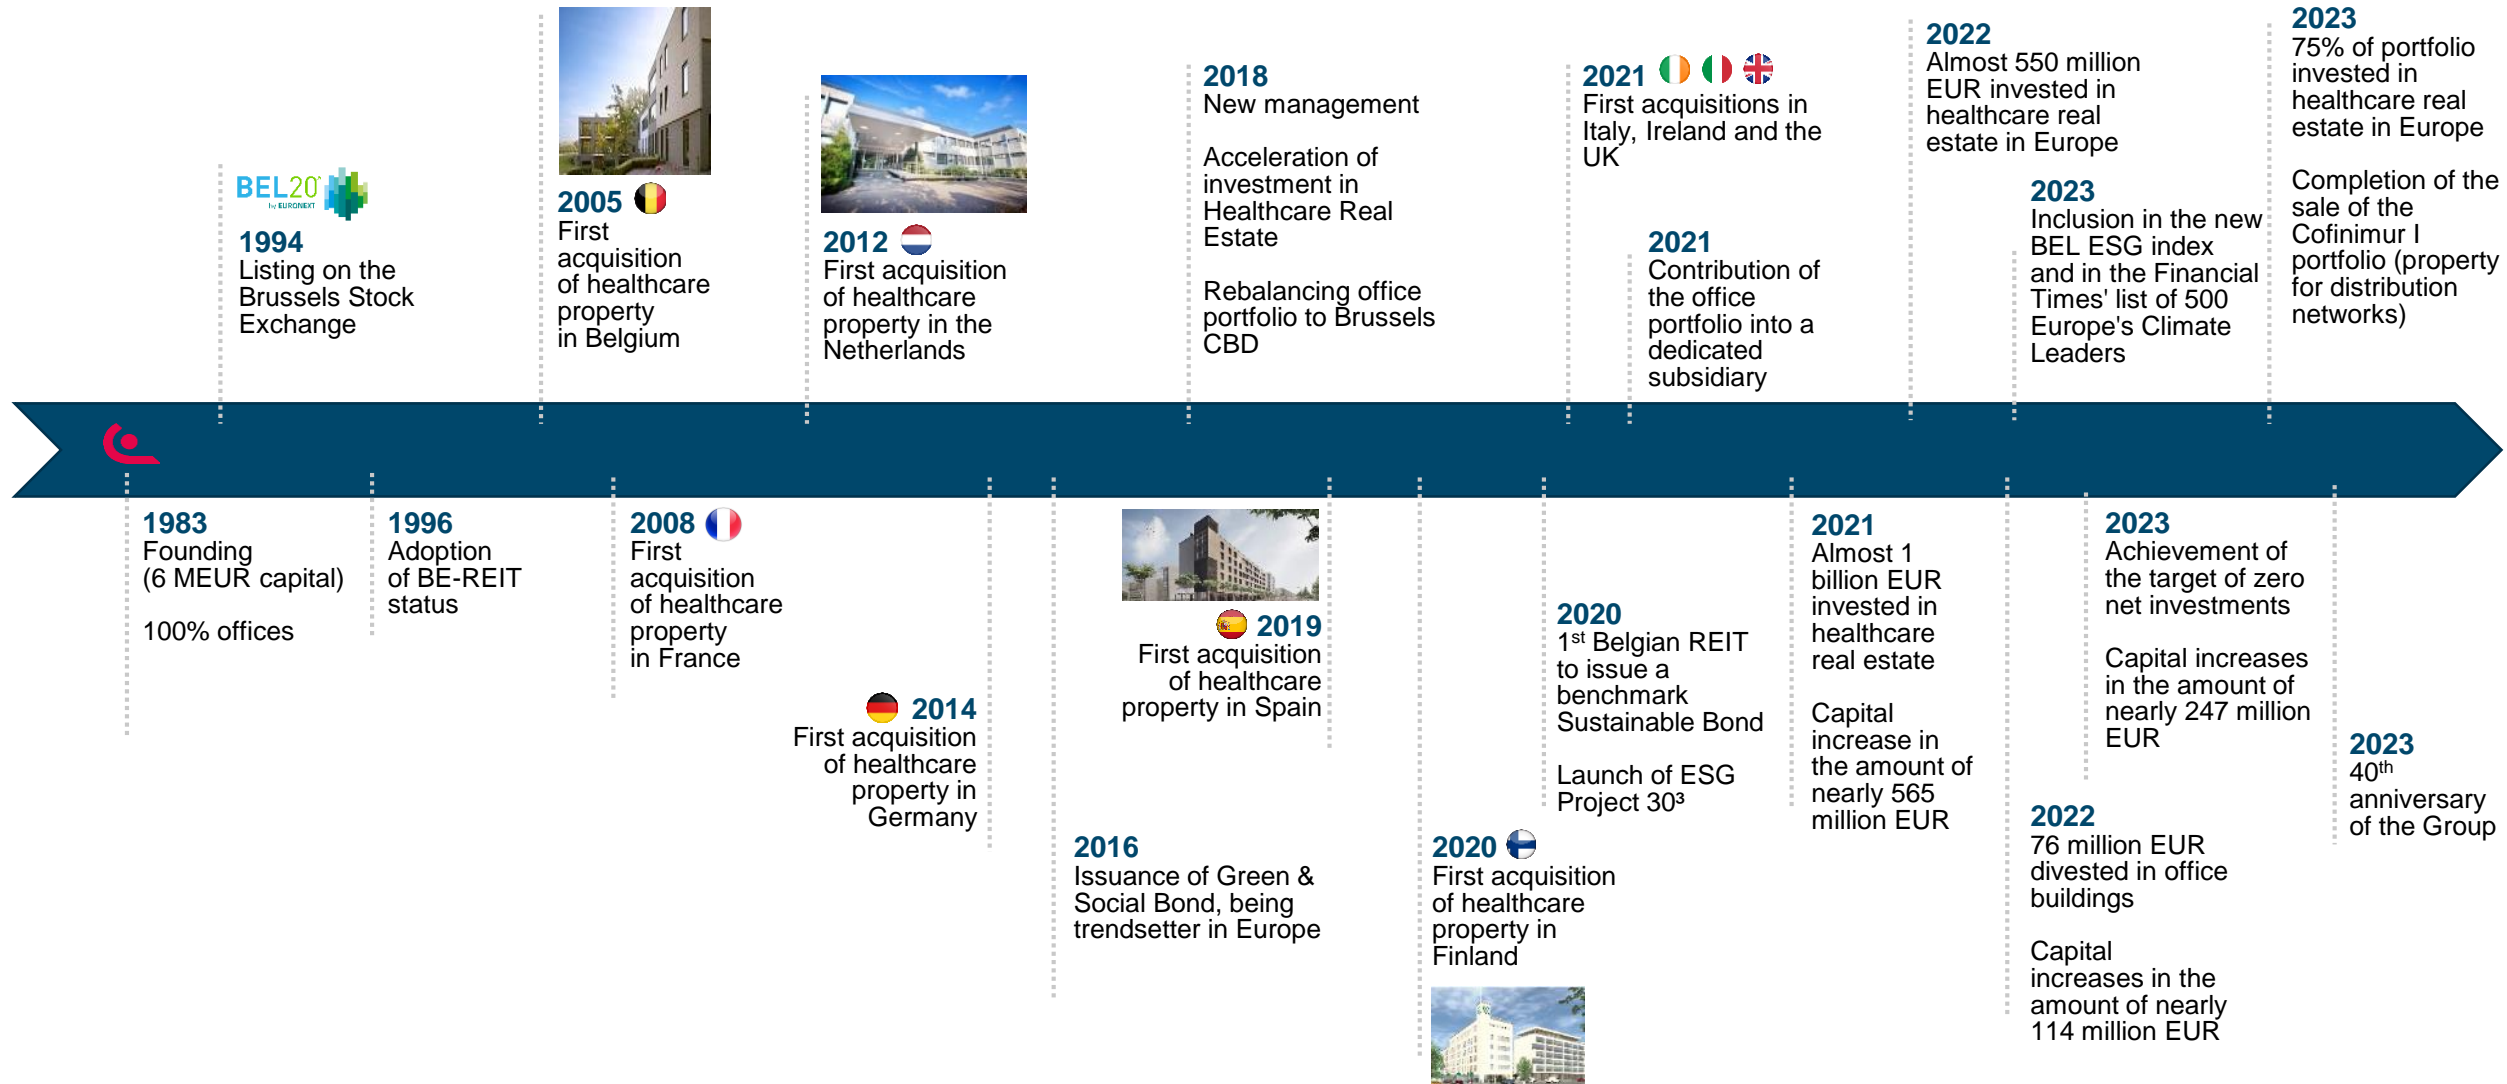 BEL20
by EURONEXT
1994
Listing on the
Brussels Stock
Exchange
2005
First
acquisition
of healthcare
property
in Belgium
2012
First acquisition
of healthcare
property in the
Netherlands
2018
New management
Acceleration of
investment in
Healthcare Real
Estate
Rebalancing office
portfolio to Brussels
CBD
2021
First acquisitions in
Italy, Ireland and the
UK
2021
Contribution of
the office
portfolio into a
dedicated
subsidiary
2022
Almost 550 million
EUR invested in
healthcare real
estate in Europe
2023
Inclusion in the new
BEL ESG index
and in the Financial
Times' list of 500
Europe's Climate
Leaders
2023
75% of portfolio
invested in
healthcare real
estate in Europe
Completion of the
sale of the
Cofinimur I
portfolio (property
for distribution
networks)
1983
Founding
(6 MEUR capital)
100% offices
1996
Adoption
of BE-REIT
status
2008
First
acquisition
of healthcare
property
in France
2014
First acquisition
of healthcare
property in
Germany
2016
Issuance of Green &
Social Bond, being
trendsetter in Europe
2019
First acquisition
of healthcare
property in Spain
2020
First acquisition
of healthcare
property in
Finland
2020
1st Belgian REIT
to issue a
benchmark
Sustainable Bond
Launch of ESG
Project 30³
2021
Almost 1
billion EUR
invested in
healthcare
real estate
Capital
increase in
the amount of
nearly 565
million EUR
2022
76 million EUR
divested in office
buildings
Capital
increases in the
amount of nearly
114 million EUR
2023
Achievement of
the target of zero
net investments
Capital increases
in the amount of
nearly 247 million
EUR
2023
40th
anniversary
of the Group